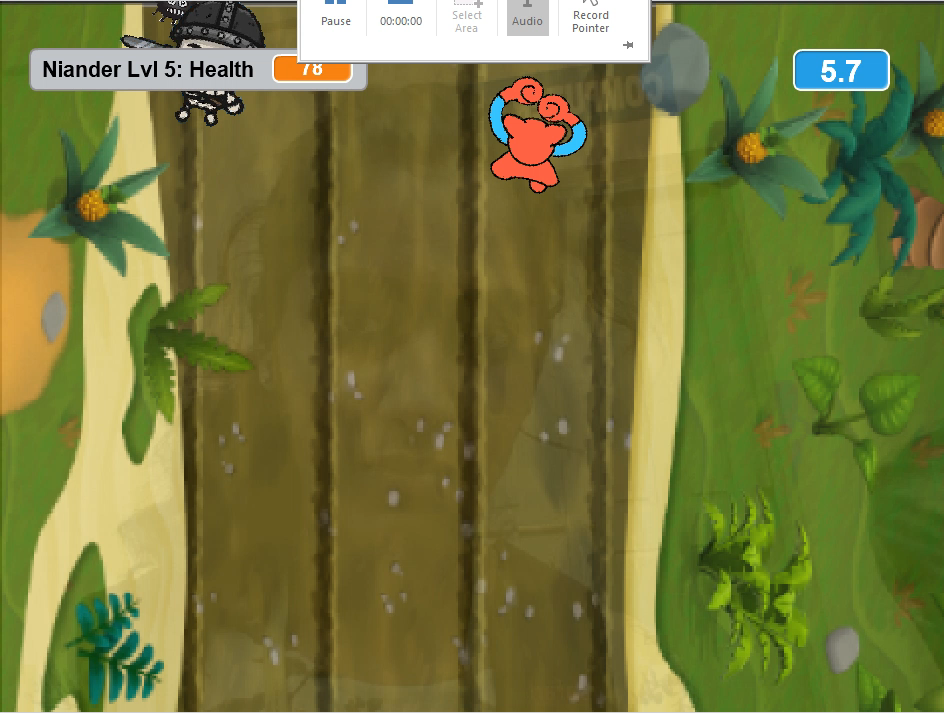 Pause
00:00:00
Select
Area
Audio
Record
Pointer
Niander Lvl 5: Health 78
5.7